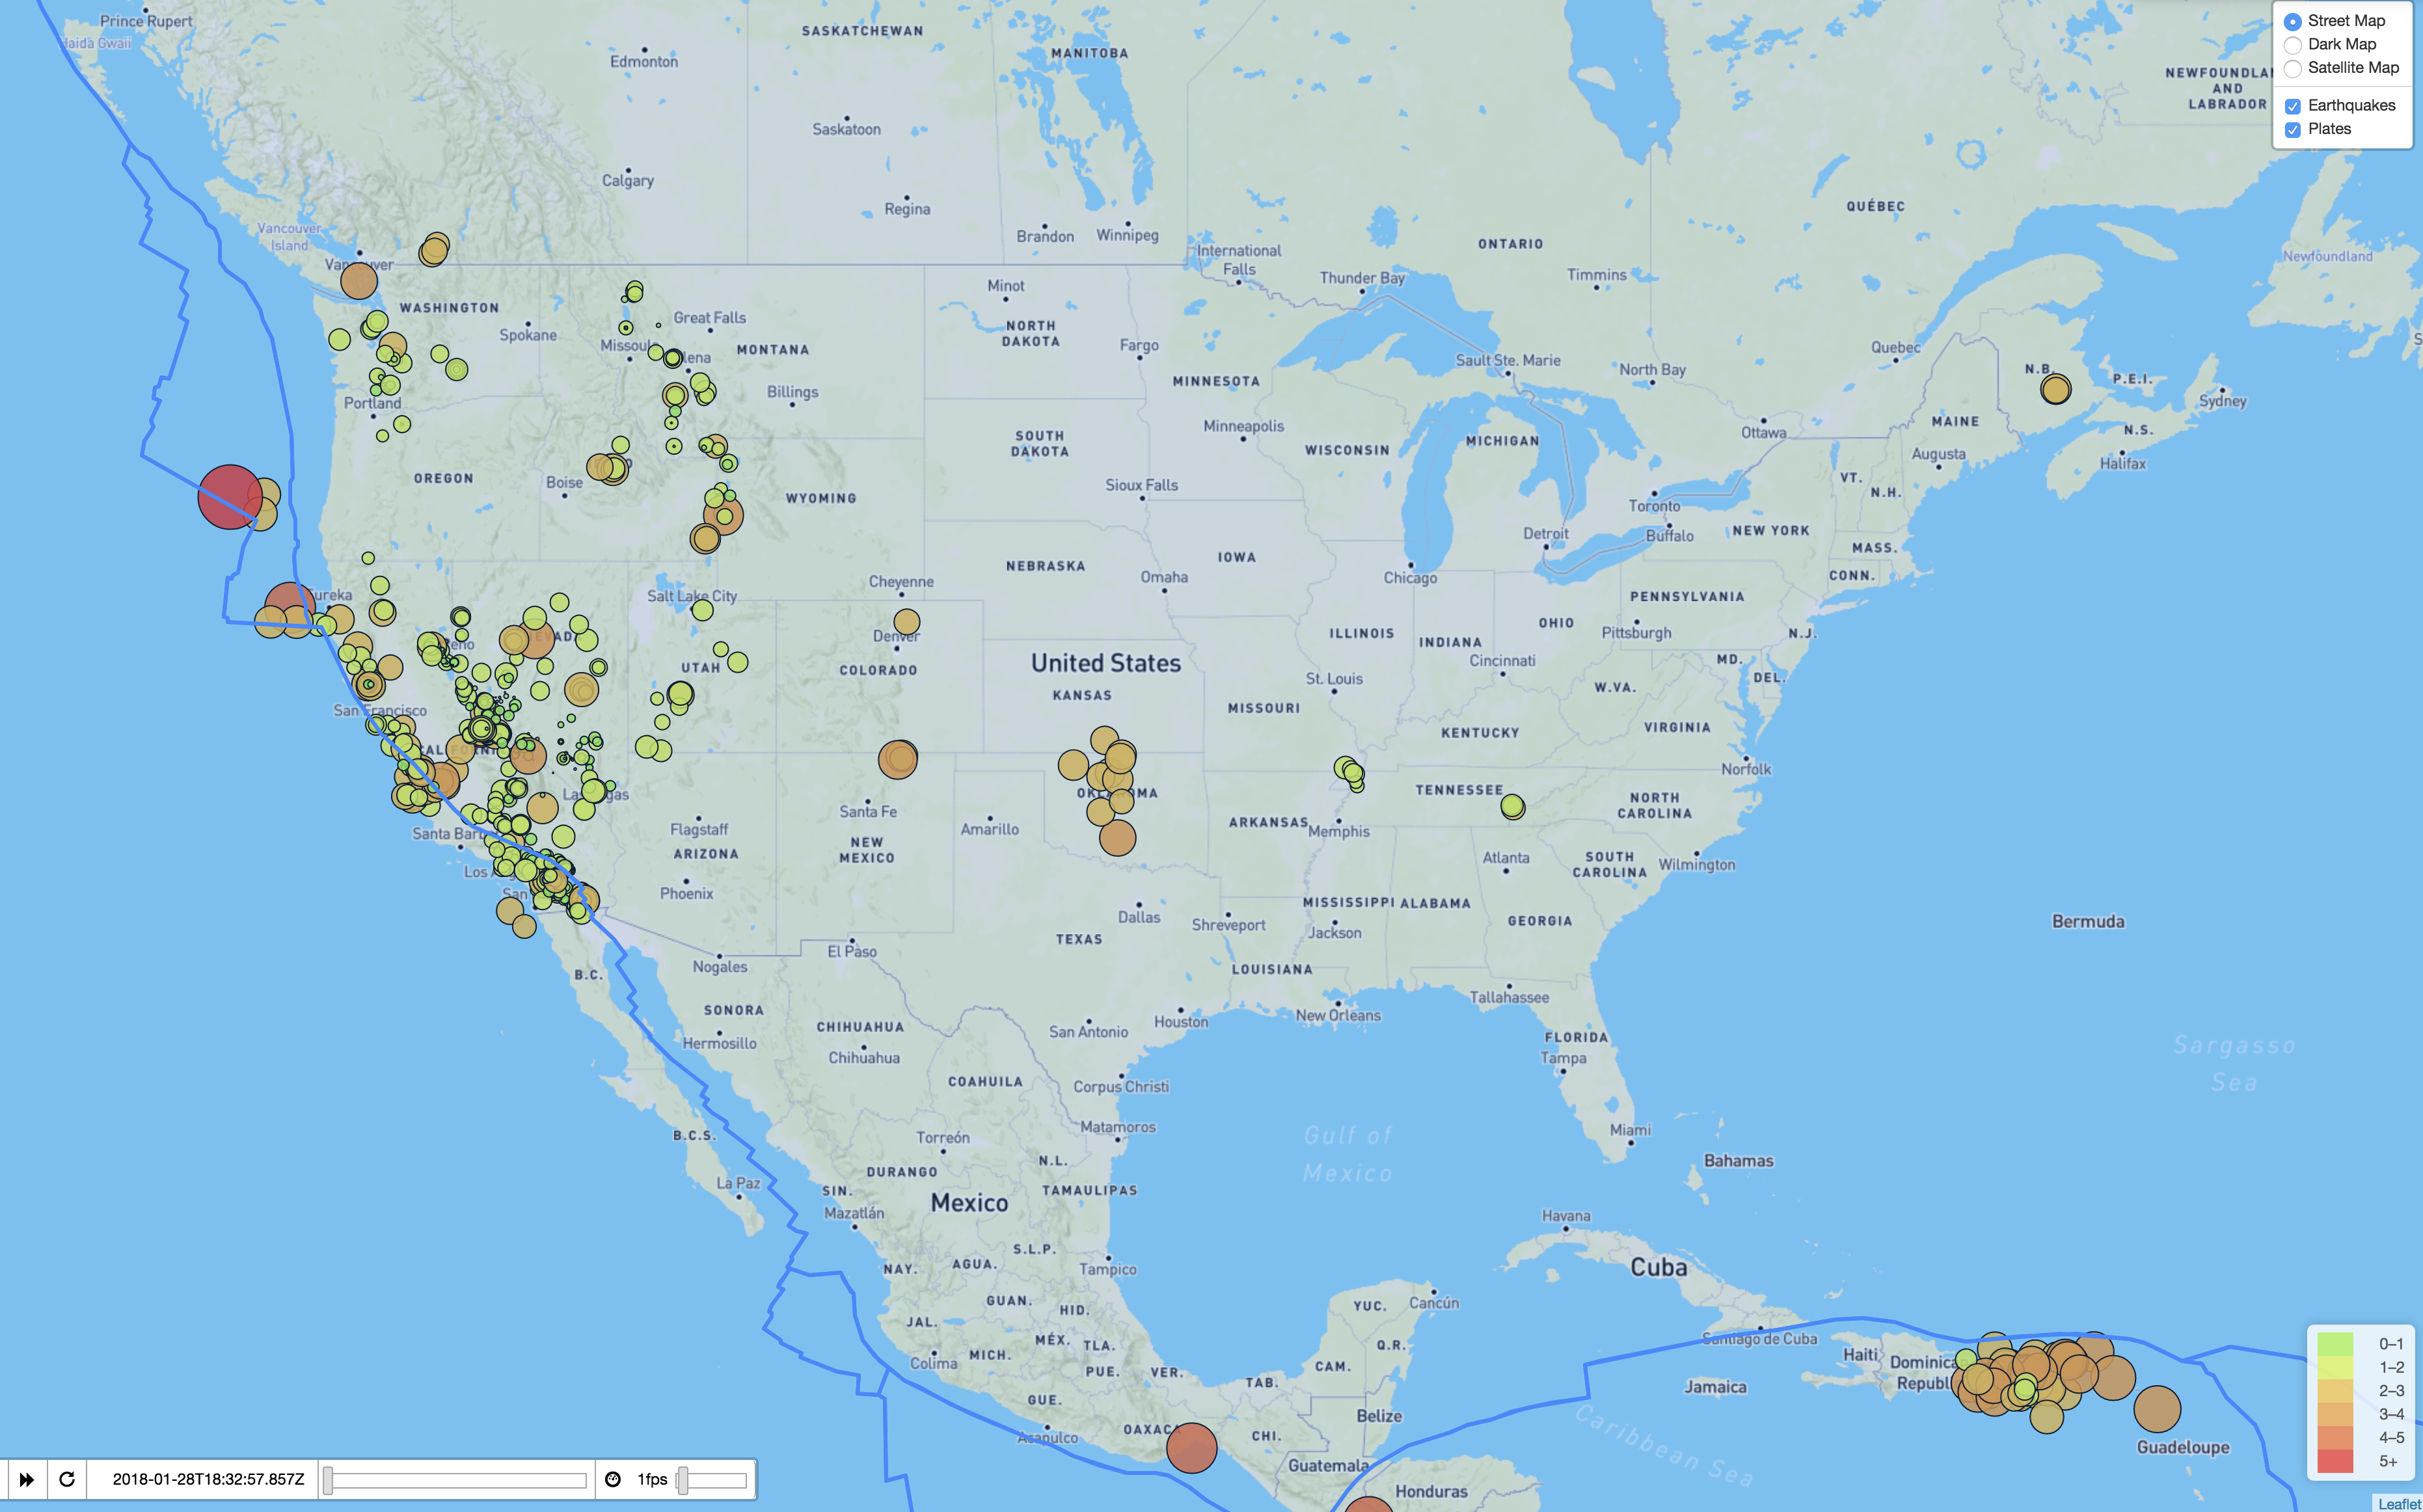 Prince Rupert
Haida Gwaii
Edmonton
SASKATCHEWAN
MANITOBA
Saskatoon
Calgary
Regina
Brandon
Winnipeg
Vancouver
Island
Vancouver
International
Falls
Thunder Bay
ONTARIO
Timmins
QUÉBEC
NEWFOUNDLA
AND
LABRADOR
Newfoundland
Street Map
Dark Map
Satellite Map
Earthquakes
Plates
WASHINGTON
Spokane
Great Falls
Missoula
lena
MONTANA
Billings
Minot
NORTH
DAKOTA
Fargo
MINNESOTA
Sault Ste. Marie
North Bay
Quebec
N.B.
P.E.I.
Sydney
Portland
OREGON
Boise
WYOMING
SOUTH
DAKOTA
Minneapolis
Sioux Falls
WISCONSIN
MICHIGAN
Ottawa
MAINE
Augusta
N.S.
Halifax
VT.
N.H.
Toronto
Buffalo
Detroit
NEW YORK
MASS.
CONN.
Eureka
Salt Lake City
Cheyenne
NEBRASKA
IOWA
Omaha
Chicago
PENNSYLVANIA
Reno
NEVADA
UTAH
Denver
COLORADO
United States
KANSAS
ILLINOIS
INDIANA
OHIO
Pittsburgh
N.J.
MD.
DEL.
St. Louis
Cincinnati
W.VA.
San Francisco
CALIFORNIA
MISSOURI
KENTUCKY
VIRGINIA
Norfolk
Las Vegas
Santa Fe
OKLAHOMA
TENNESSEE
NORTH
CAROLINA
Santa Barb
Flagstaff
ARIZONA
NEW
MEXICO
Amarillo
ARKANSAS
Memphis
Atlanta
SOUTH
CAROLINA
Wilmington
Los
San
Phoenix
Dallas
Shreveport
MISSISSIPPI
ALABAMA
Jackson
GEORGIA
Bermuda
TEXAS
El Paso
Nogales
B.C.
LOUISIANA
Tallahassee
SONORA
Hermosillo
CHIHUAHUA
Chihuahua
San Antonio
Houston
New Orleans
FLORIDA
Tampa
Sargasso
Sea
COAHUILA
Corpus Christi
B.C.S.
Torreón
Matamoros
Gulf of
Mexico
Miami
Bahamas
DURANGO
N.L.
La Paz
SIN.
Mazatlán
Mexico
TAMAULIPAS
Havana
S.L.P.
NAY.
AGUA.
Tampico
Cuba
GUAN.
HID.
YUC.
Cancún
JAL.
MÉX.
TLA.
Q.R.
Santiago de Cuba
Colima
MICH.
PUE.
VER.
CAM.
Haiti
Dominica
Republ
TAB.
Jamaica
GUE.
Belize
Acapulco
OAXACA
CHI.
Caribbean Sea
Guadeloupe
Guatemala
Honduras
0–1
1–2
2–3
3–4
4–5
5+
2018-01-28T18:32:57.857Z
1fps
Leaflet